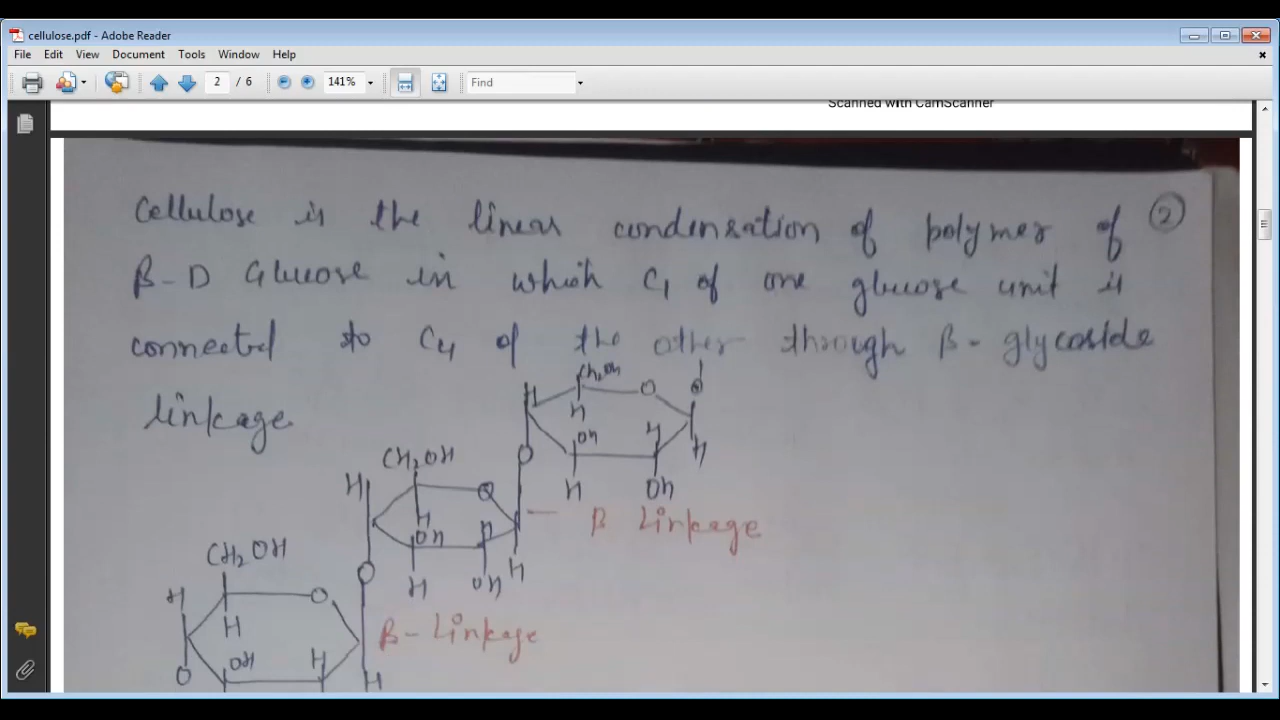 cellulose.pdf - Adobe Reader
File Edit View Document Tools Window Help
2 / 6 141% Find
Scanned with CamScanner
Cellulose is the linear condensation of polymer of ②
β-D Glucose in which C1 of one glucose unit is
connected to C4 of the other through β-glycoside
linkage
H CH2OH O O
H
OH H H
O
H OH
CH2OH
H O
β Linkage
H
OH H
H OH H
CH2OH O
H O
β-Linkage
H
OH H
O H